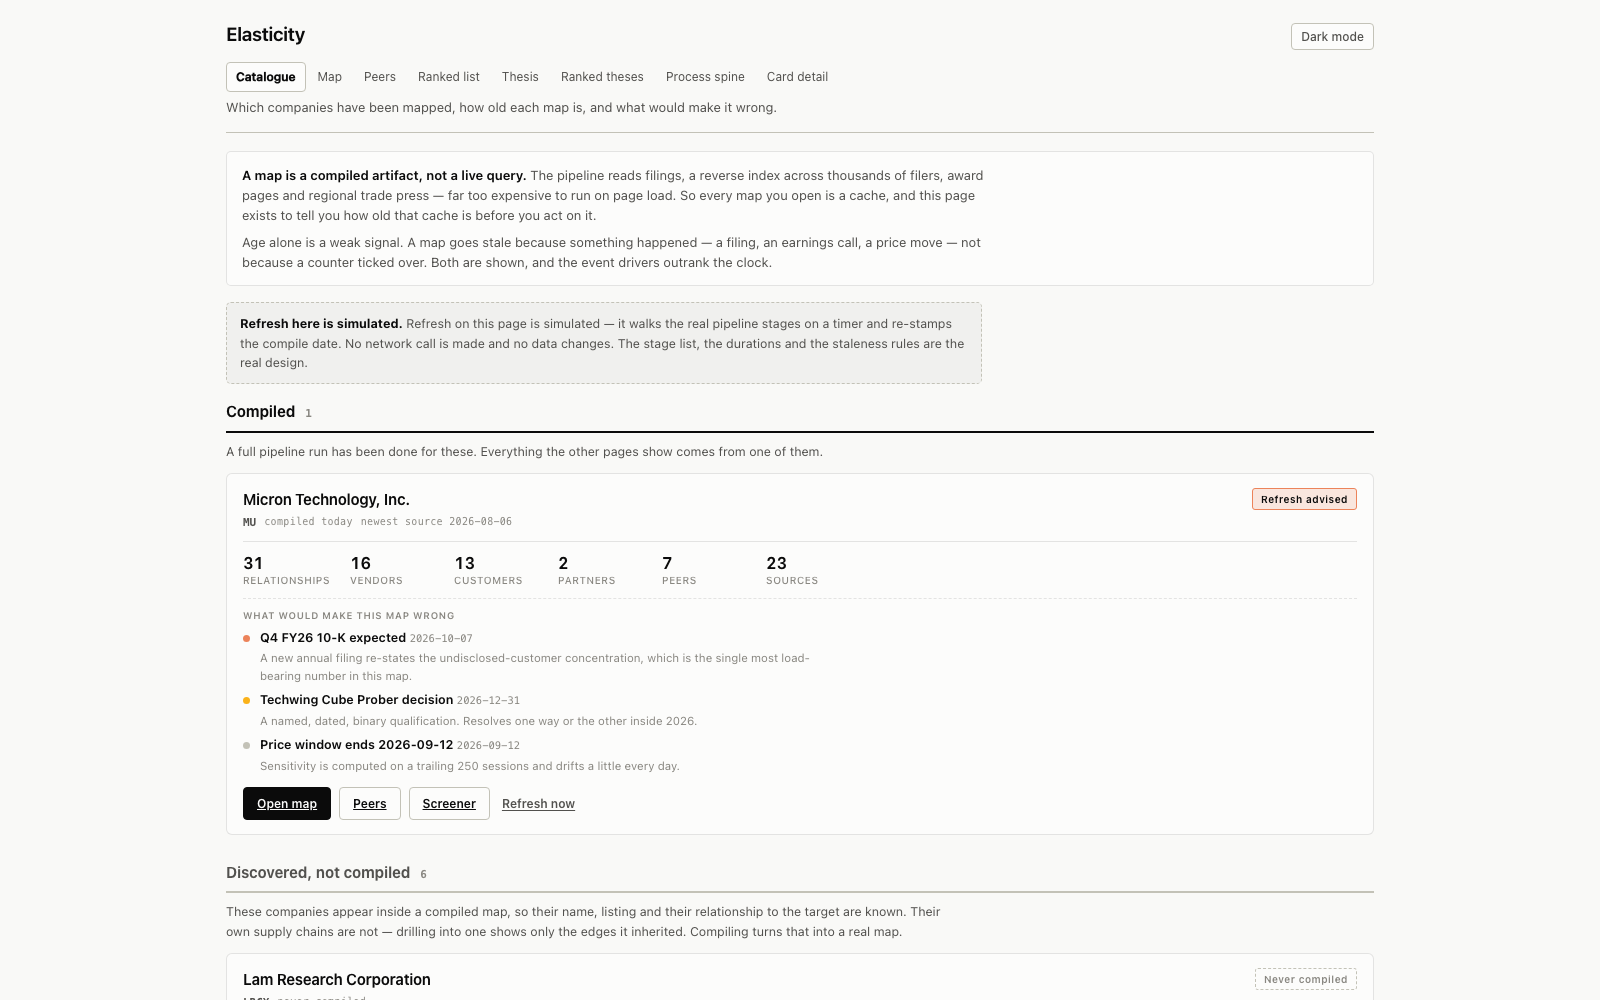 Elasticity
Dark mode
Catalogue Map Peers Ranked list Thesis Ranked theses Process spine Card detail
Which companies have been mapped, how old each map is, and what would make it wrong.
A map is a compiled artifact, not a live query. The pipeline reads filings, a reverse index across thousands of filers, award
pages and regional trade press — far too expensive to run on page load. So every map you open is a cache, and this page
exists to tell you how old that cache is before you act on it.
Age alone is a weak signal. A map goes stale because something happened — a filing, an earnings call, a price move — not
because a counter ticked over. Both are shown, and the event drivers outrank the clock.
Refresh here is simulated. Refresh on this page is simulated — it walks the real pipeline stages on a timer and re-stamps
the compile date. No network call is made and no data changes. The stage list, the durations and the staleness rules are the
real design.
Compiled 1
A full pipeline run has been done for these. Everything the other pages show comes from one of them.
Micron Technology, Inc.
Refresh advised
MU compiled today newest source 2026-08-06
31 16 13 2 7 23
RELATIONSHIPS VENDORS CUSTOMERS PARTNERS PEERS SOURCES
WHAT WOULD MAKE THIS MAP WRONG
Q4 FY26 10-K expected 2026-10-07
A new annual filing re-states the undisclosed-customer concentration, which is the single most load-
bearing number in this map.
Techwing Cube Prober decision 2026-12-31
A named, dated, binary qualification. Resolves one way or the other inside 2026.
Price window ends 2026-09-12 2026-09-12
Sensitivity is computed on a trailing 250 sessions and drifts a little every day.
Open map Peers Screener Refresh now
Discovered, not compiled 6
These companies appear inside a compiled map, so their name, listing and their relationship to the target are known. Their
own supply chains are not — drilling into one shows only the edges it inherited. Compiling turns that into a real map.
Lam Research Corporation
Never compiled